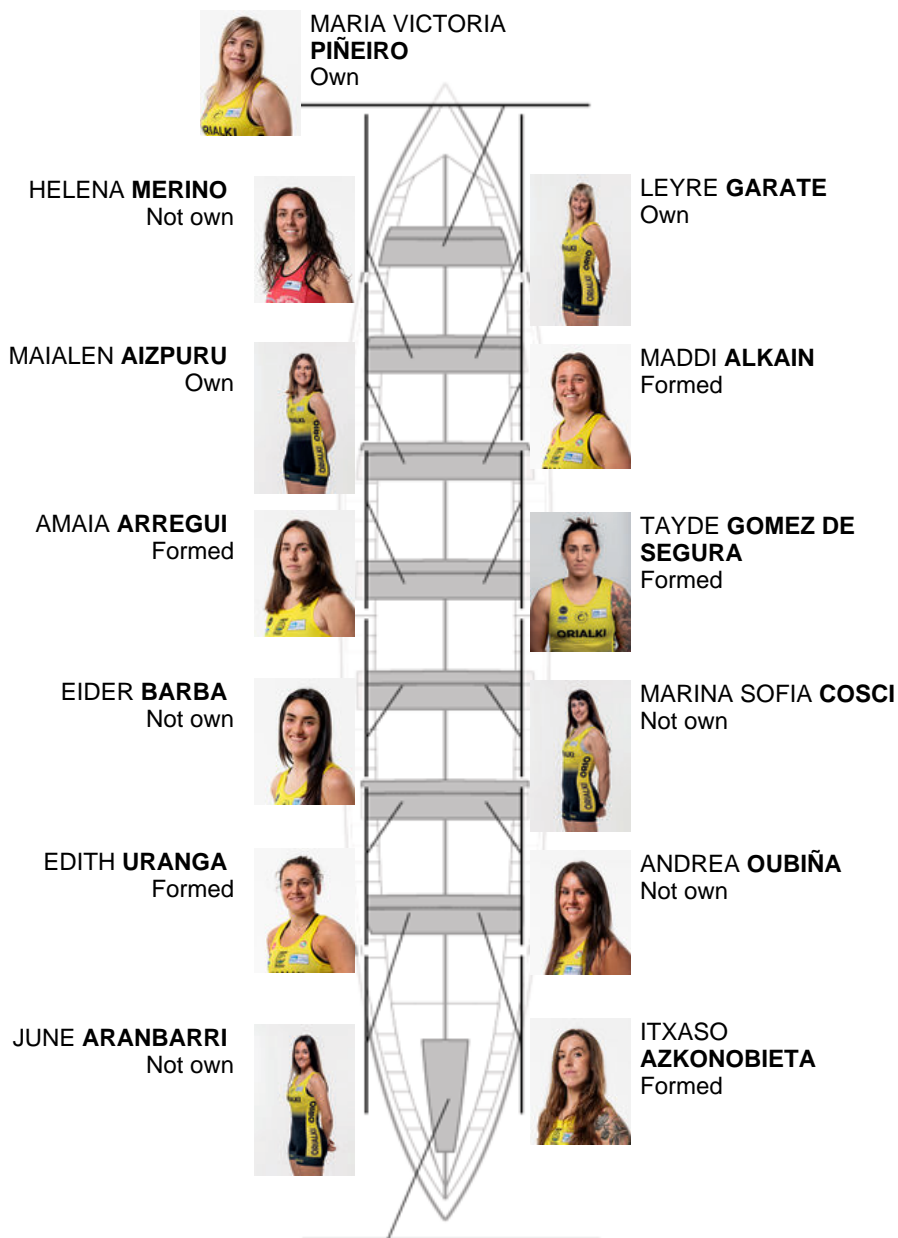 MARIA VICTORIA
PIÑEIRO
Own
HELENA MERINO
Not own
LEYRE GARATE
Own
MAIALEN AIZPURU
Own
MADDI ALKAIN
Formed
AMAIA ARREGUI
Formed
TAYDE GOMEZ DE
SEGURA
Formed
ORIALKI
EIDER BARBA
Not own
MARINA SOFIA COSCI
Not own
EDITH URANGA
Formed
ANDREA OUBIÑA
Not own
JUNE ARANBARRI
Not own
ITXASO
AZKONOBIETA
Formed